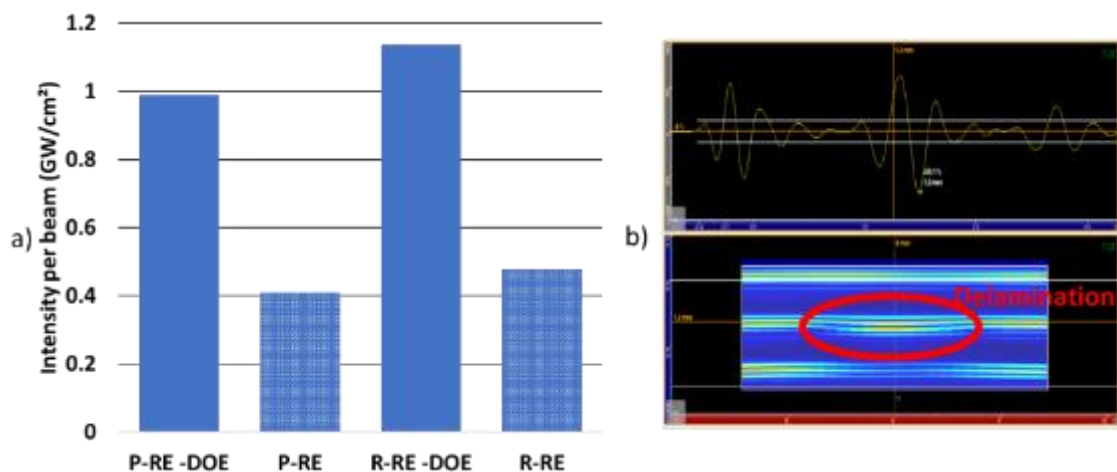 a)
Intensity per beam (GW/cm²)
1.2
1
0.8
0.6
0.4
0.2
0
P-RE -DOE P-RE R-RE -DOE R-RE
b)
Delamination